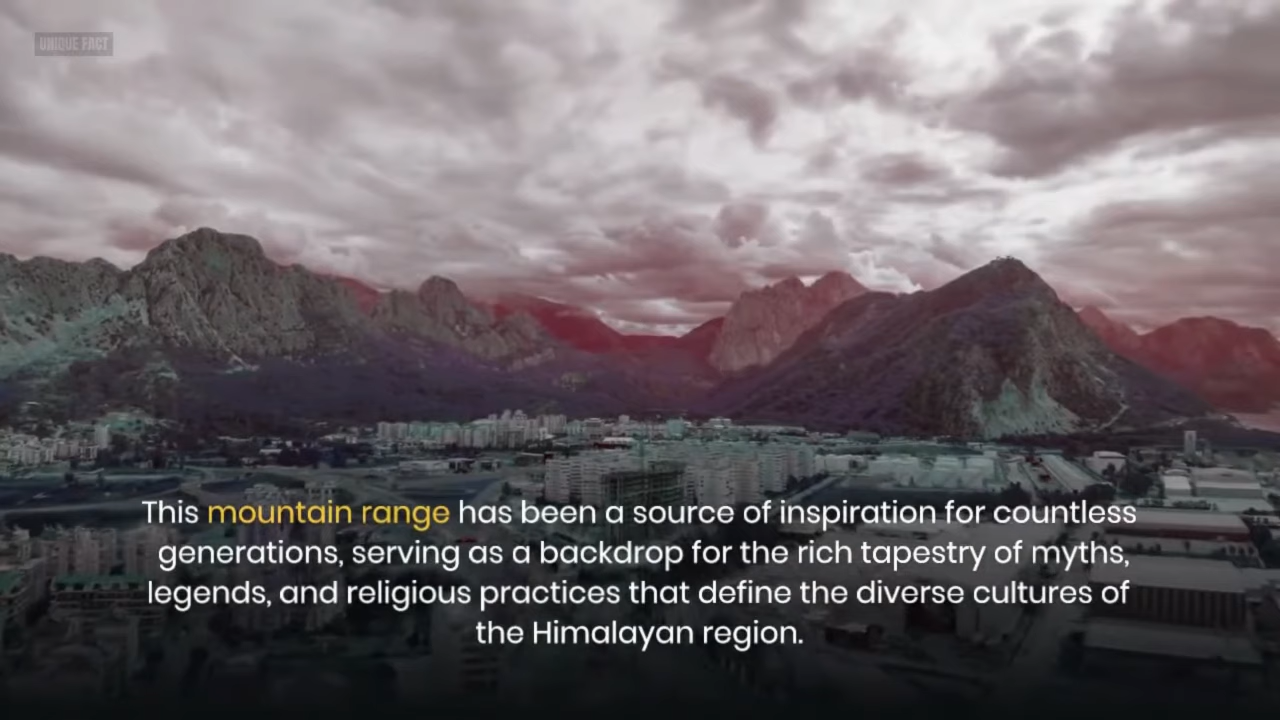 UNIQUE FACT
This mountain range has been a source of inspiration for countless
generations, serving as a backdrop for the rich tapestry of myths,
legends, and religious practices that define the diverse cultures of
the Himalayan region.